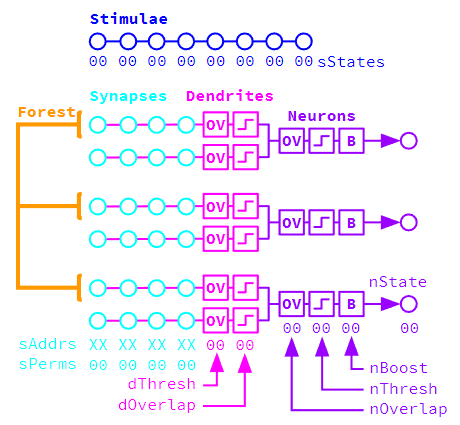 Stimulae
00 00 00 00 00 00 00 00 sStates
Synapses Dendrites
Forest Neurons
OV
OV B
OV
OV
OV B
OV
OV nState
OV B
OV 00 00 00 00
sAddrs XX XX XX XX 00 00
sPerms 00 00 00 00
nBoost
dThresh nThresh
dOverlap nOverlap